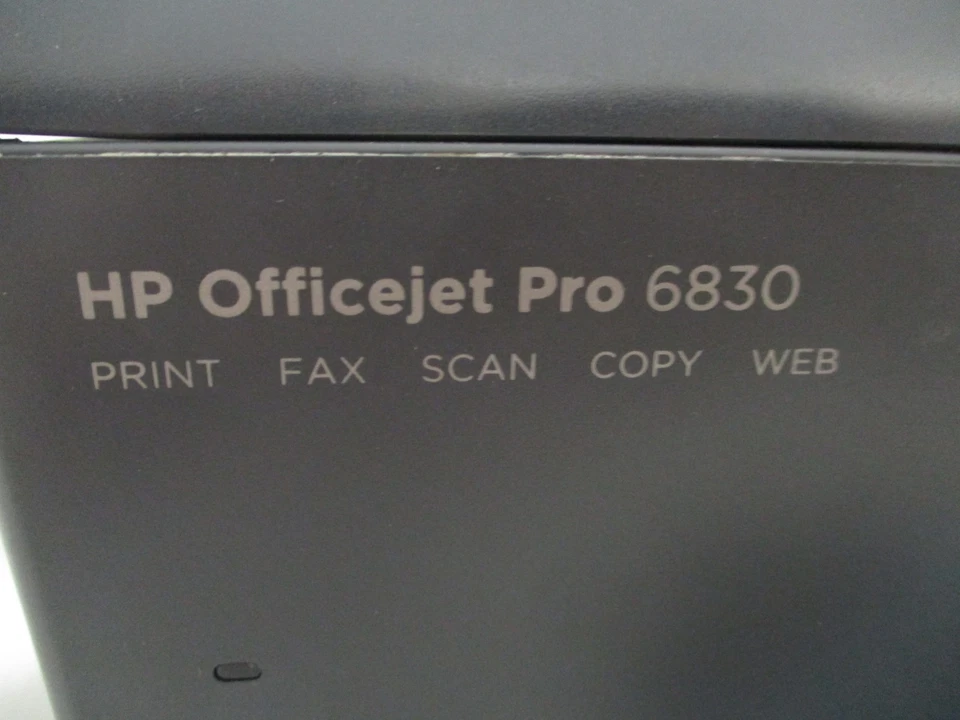 HP Officejet Pro 6830
PRINT FAX SCAN COPY WEB